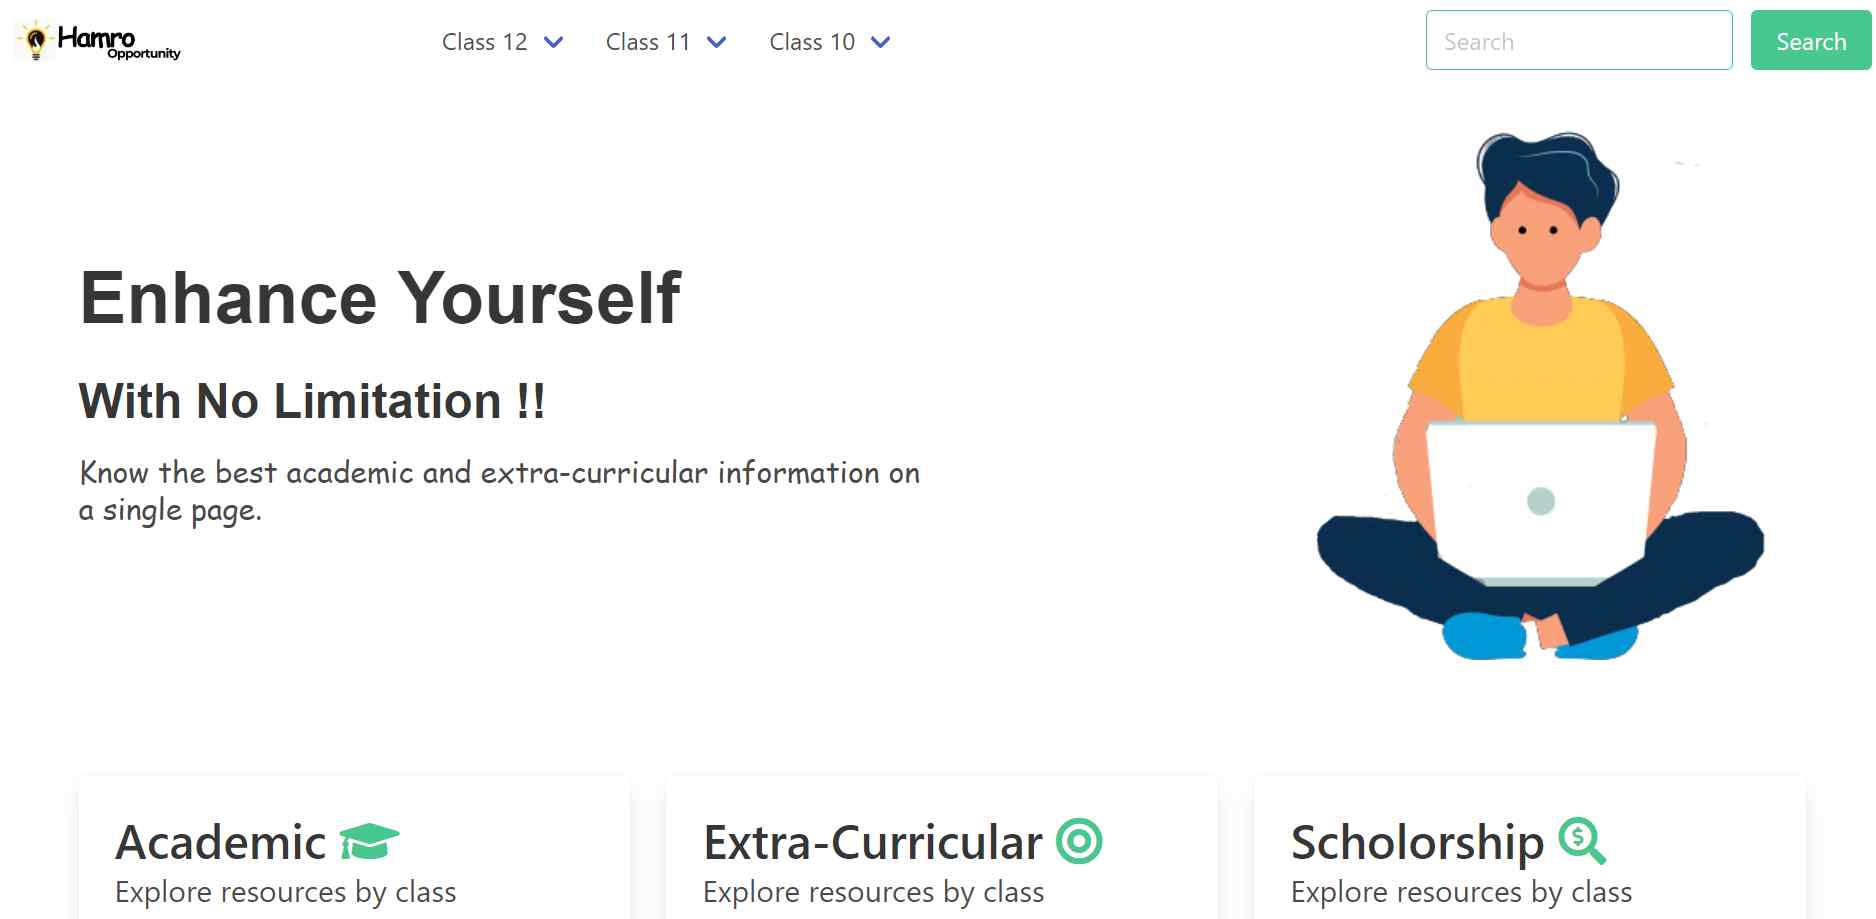 Hamro
Opportunity
Class 12
Class 11
Class 10
Search
Search
Enhance Yourself
With No Limitation !!
Know the best academic and extra-curricular information on
a single page.
Academic
Explore resources by class
Extra-Curricular
Explore resources by class
Scholorship
$
Explore resources by class